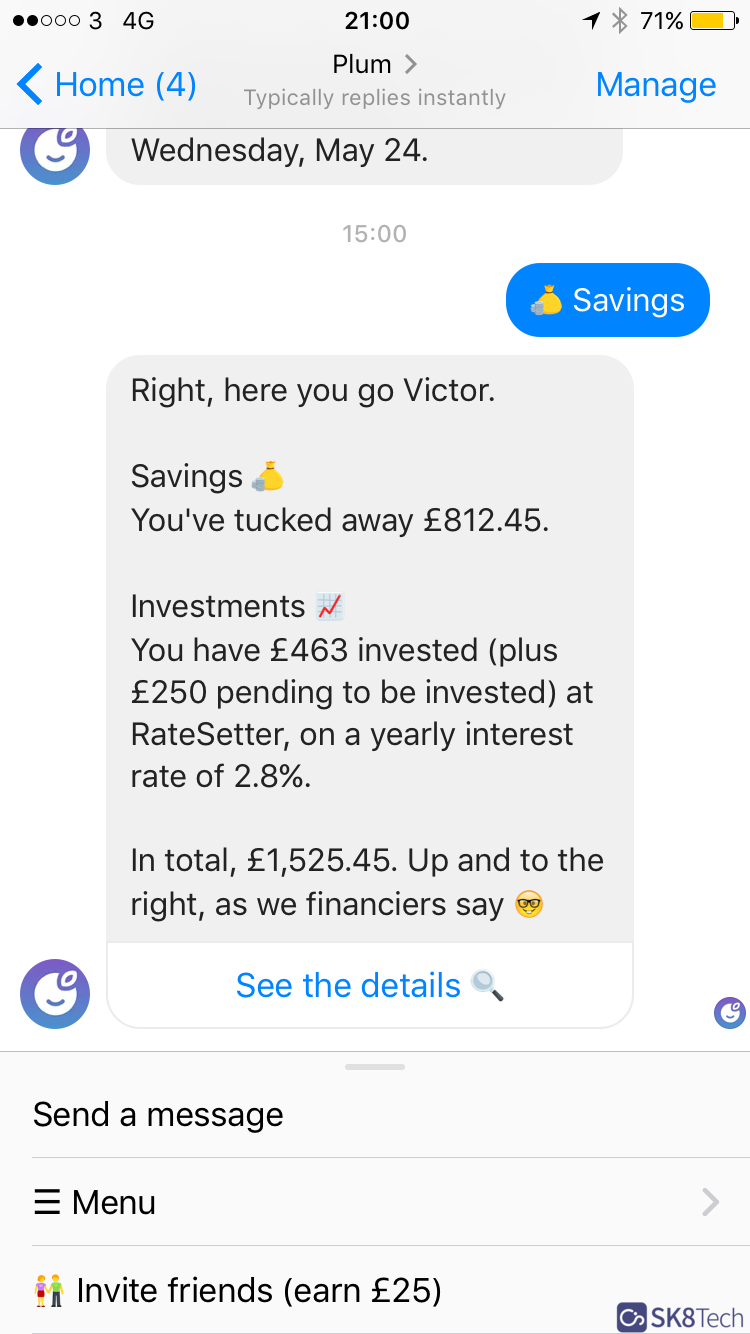 3 4G 21:00 71%
Home (4) Plum Manage
Typically replies instantly
Wednesday, May 24.
15:00
Savings
Right, here you go Victor.
Savings
You've tucked away £812.45.
Investments
You have £463 invested (plus
£250 pending to be invested) at
RateSetter, on a yearly interest
rate of 2.8%.
In total, £1,525.45. Up and to the
right, as we financiers say
See the details
Send a message
Menu
Invite friends (earn £25)
SK8Tech